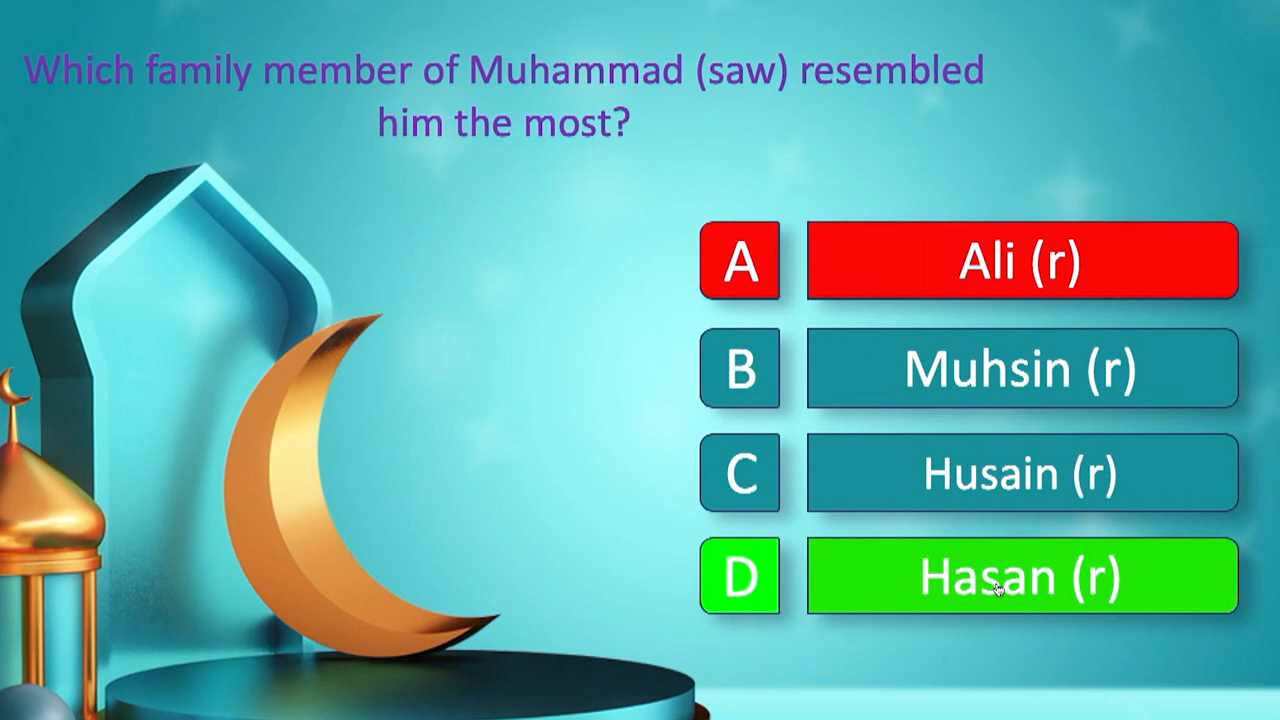 Which family member of Muhammad (saw) resembled
him the most?
A Ali (r)
B Muhsin (r)
C Husain (r)
D Hasan (r)